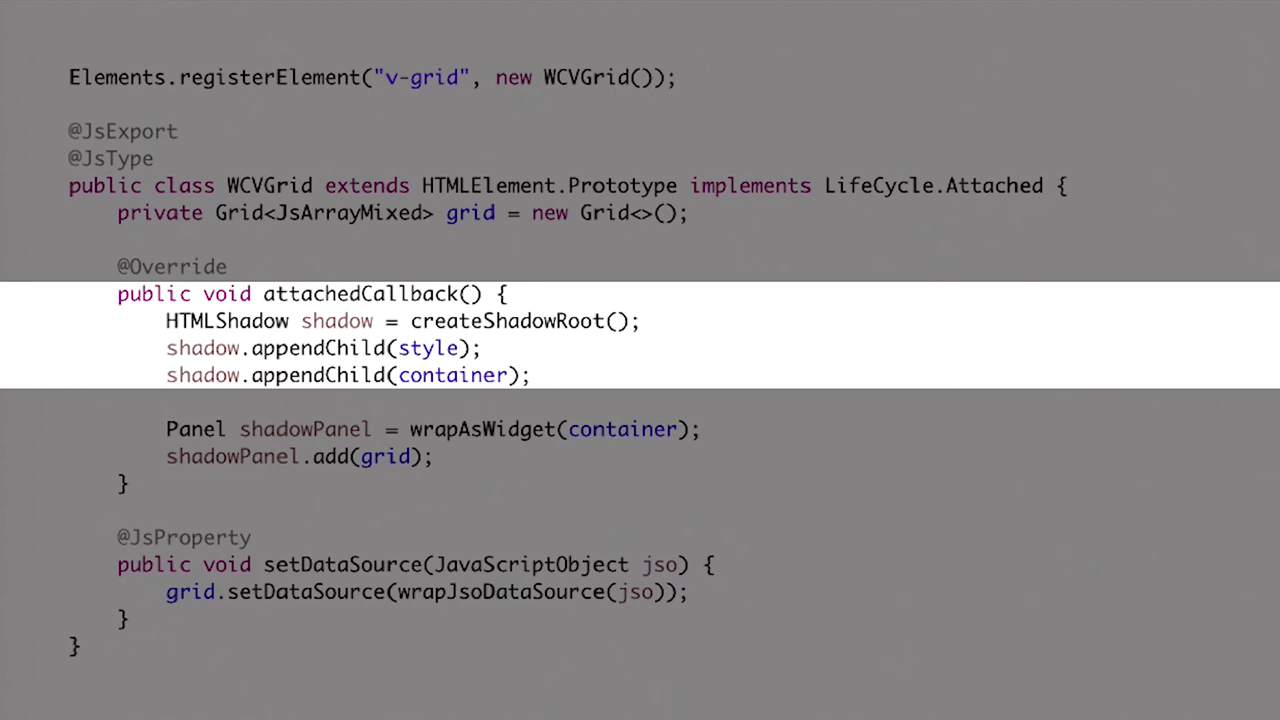 Elements.registerElement("v-grid", new WCVGrid());
@JsExport
@JsType
public class WCVGrid extends HTMLElement.Prototype implements LifeCycle.Attached {
private Grid<JsArrayMixed> grid = new Grid<>();
@Override
public void attachedCallback() {
HTMLShadow shadow = createShadowRoot();
shadow.appendChild(style);
shadow.appendChild(container);
Panel shadowPanel = wrapAsWidget(container);
shadowPanel.add(grid);
}
@JsProperty
public void setDataSource(JavaScriptObject jso) {
grid.setDataSource(wrapJsoDataSource(jso));
}
}